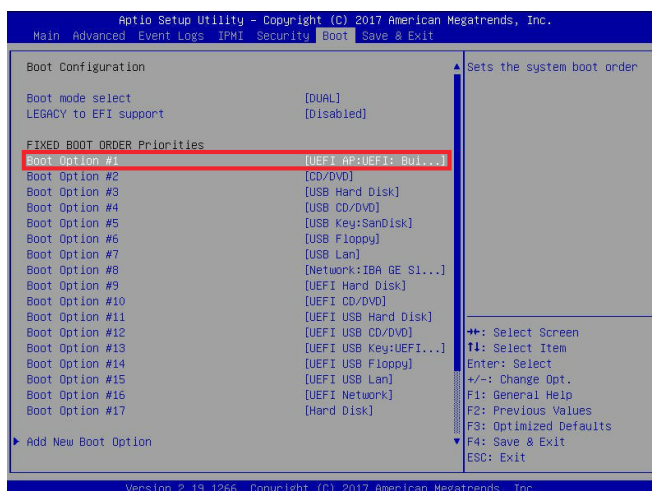 Aptio Setup Utility – Copyright (C) 2017 American Megatrends, Inc.
Main Advanced Event Logs IPMI Security Boot Save & Exit
Boot Configuration
Sets the system boot order
Boot mode select [DUAL]
LEGACY to EFI support [Disabled]
FIXED BOOT ORDER Priorities
Boot Option #1 [UEFI AP:UEFI: Bui...]
Boot Option #2 [CD/DVD]
Boot Option #3 [USB Hard Disk]
Boot Option #4 [USB CD/DVD]
Boot Option #5 [USB Key:SanDisk]
Boot Option #6 [USB Floppy]
Boot Option #7 [USB Lan]
Boot Option #8 [Network:IBA GE Sl...]
Boot Option #9 [UEFI Hard Disk]
Boot Option #10 [UEFI CD/DVD]
Boot Option #11 [UEFI USB Hard Disk]
Boot Option #12 [UEFI USB CD/DVD]
Boot Option #13 [UEFI USB Key:UEFI...]
Boot Option #14 [UEFI USB Floppy]
Boot Option #15 [UEFI USB Lan]
Boot Option #16 [UEFI Network]
Boot Option #17 [Hard Disk]
Add New Boot Option
→←: Select Screen
↑↓: Select Item
Enter: Select
+/-: Change Opt.
F1: General Help
F2: Previous Values
F3: Optimized Defaults
F4: Save & Exit
ESC: Exit
Version 2.19.1266. Copyright (C) 2017 American Megatrends, Inc.